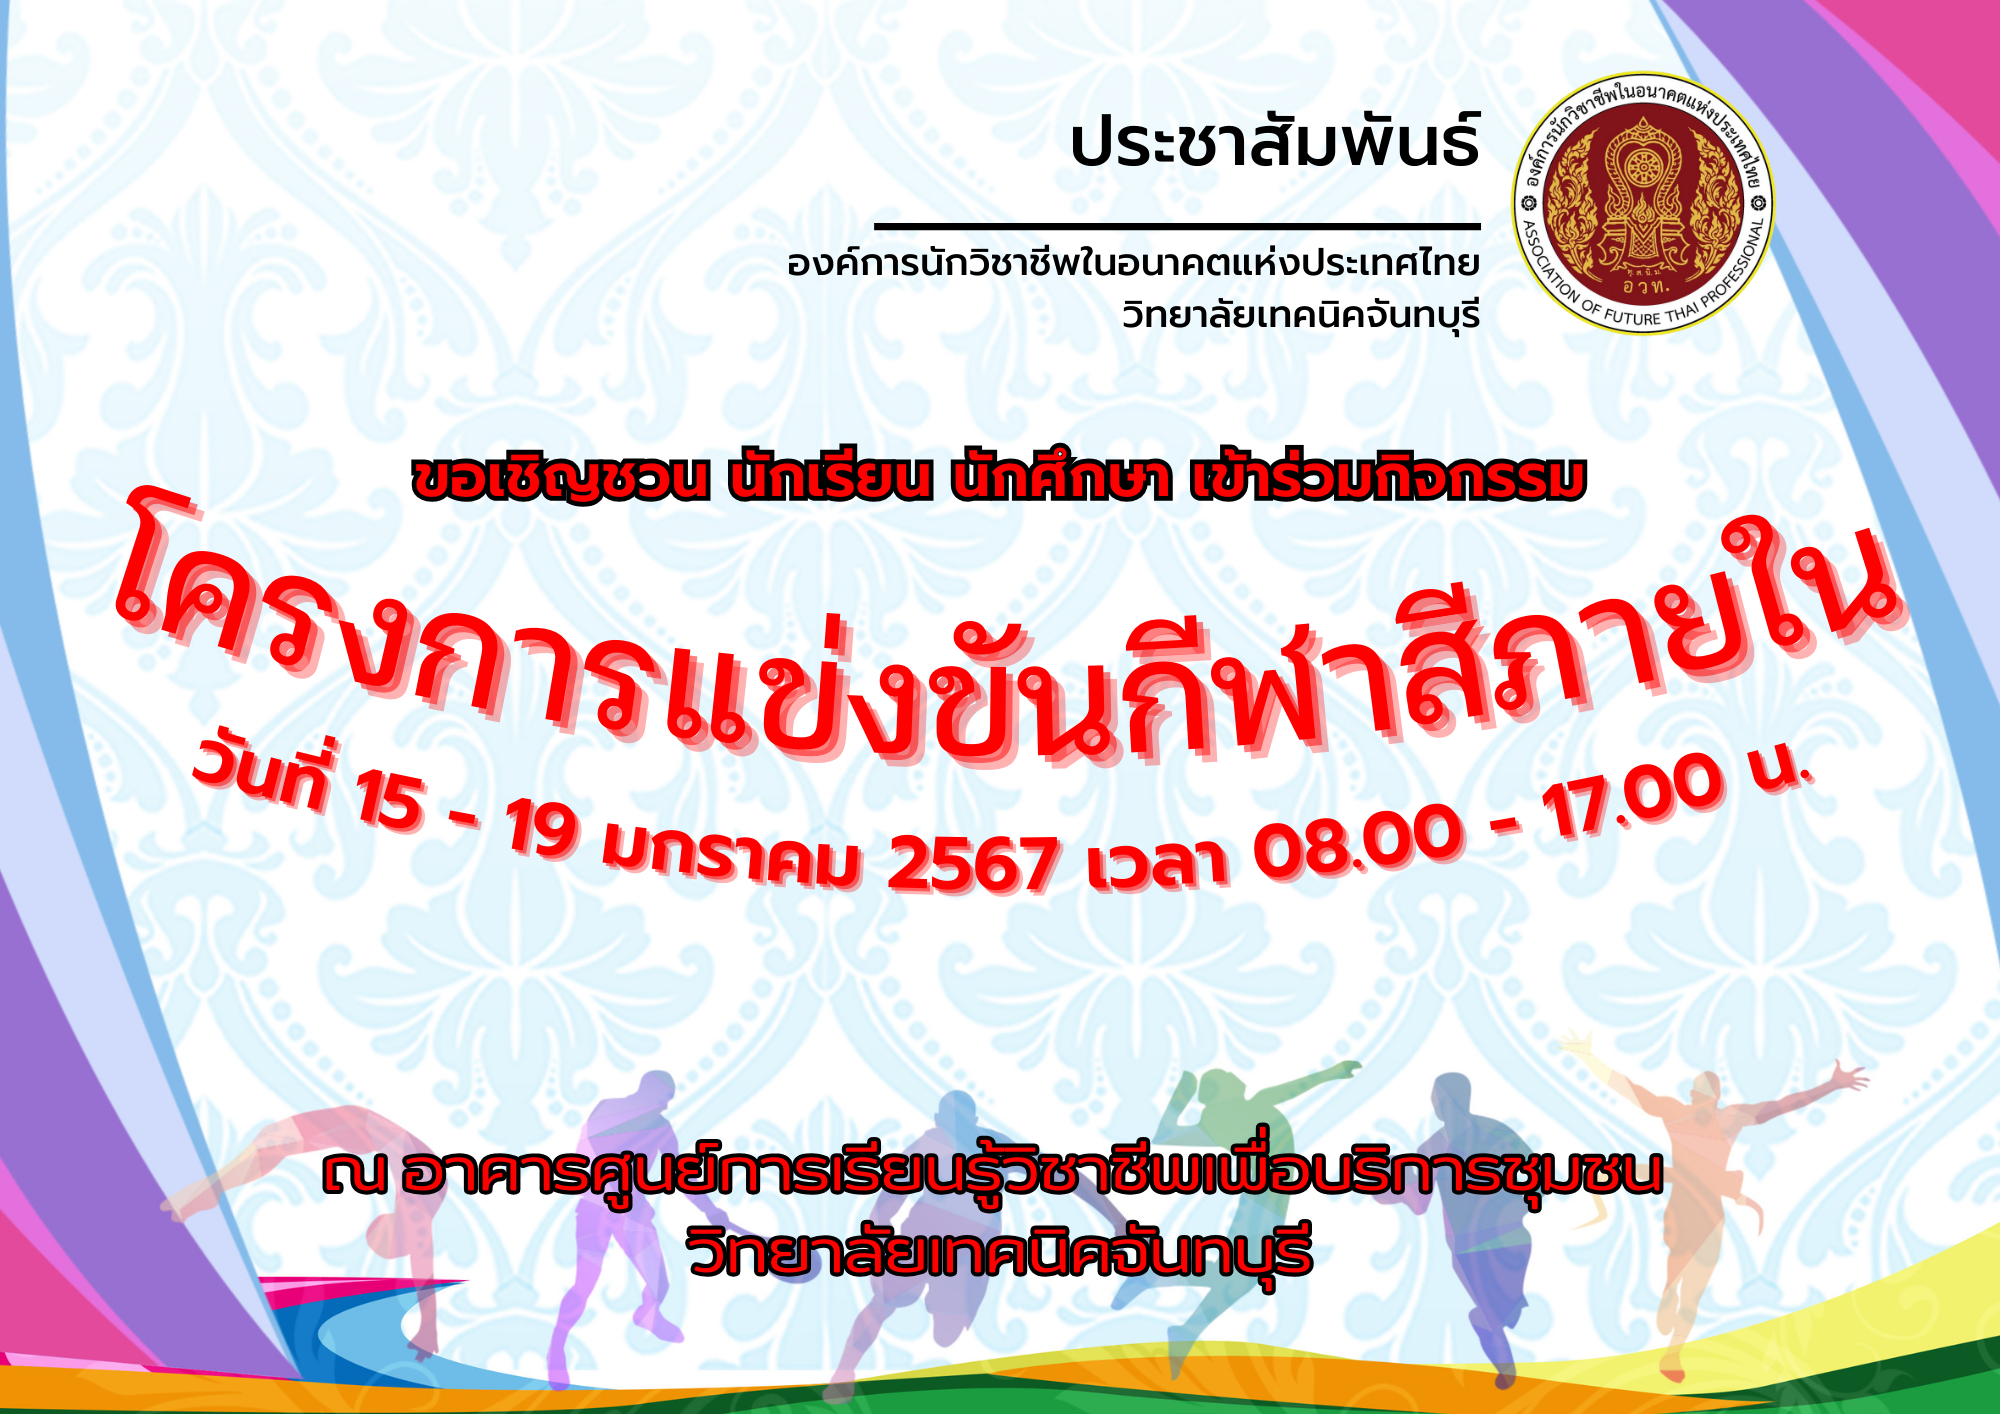 ประชาสัมพันธ์
องค์การนักวิชาชีพในอนาคตแห่งประเทศไทย
วิทยาลัยเทคนิคจันทบุรี
องค์การนักวิชาชีพในอนาคตแห่งประเทศไทย
อวท.
ASSOCIATION OF FUTURE THAI PROFESSIONAL
ขอเชิญชวน นักเรียน นักศึกษา เข้าร่วมกิจกรรม
โครงการแข่งขันกีฬาสีภายใน
วันที่ 15 - 19 มกราคม 2567 เวลา 08.00 - 17.00 น.
ณ อาคารศูนย์การเรียนรู้วิชาชีพเพื่อบริการชุมชน
วิทยาลัยเทคนิคจันทบุรี